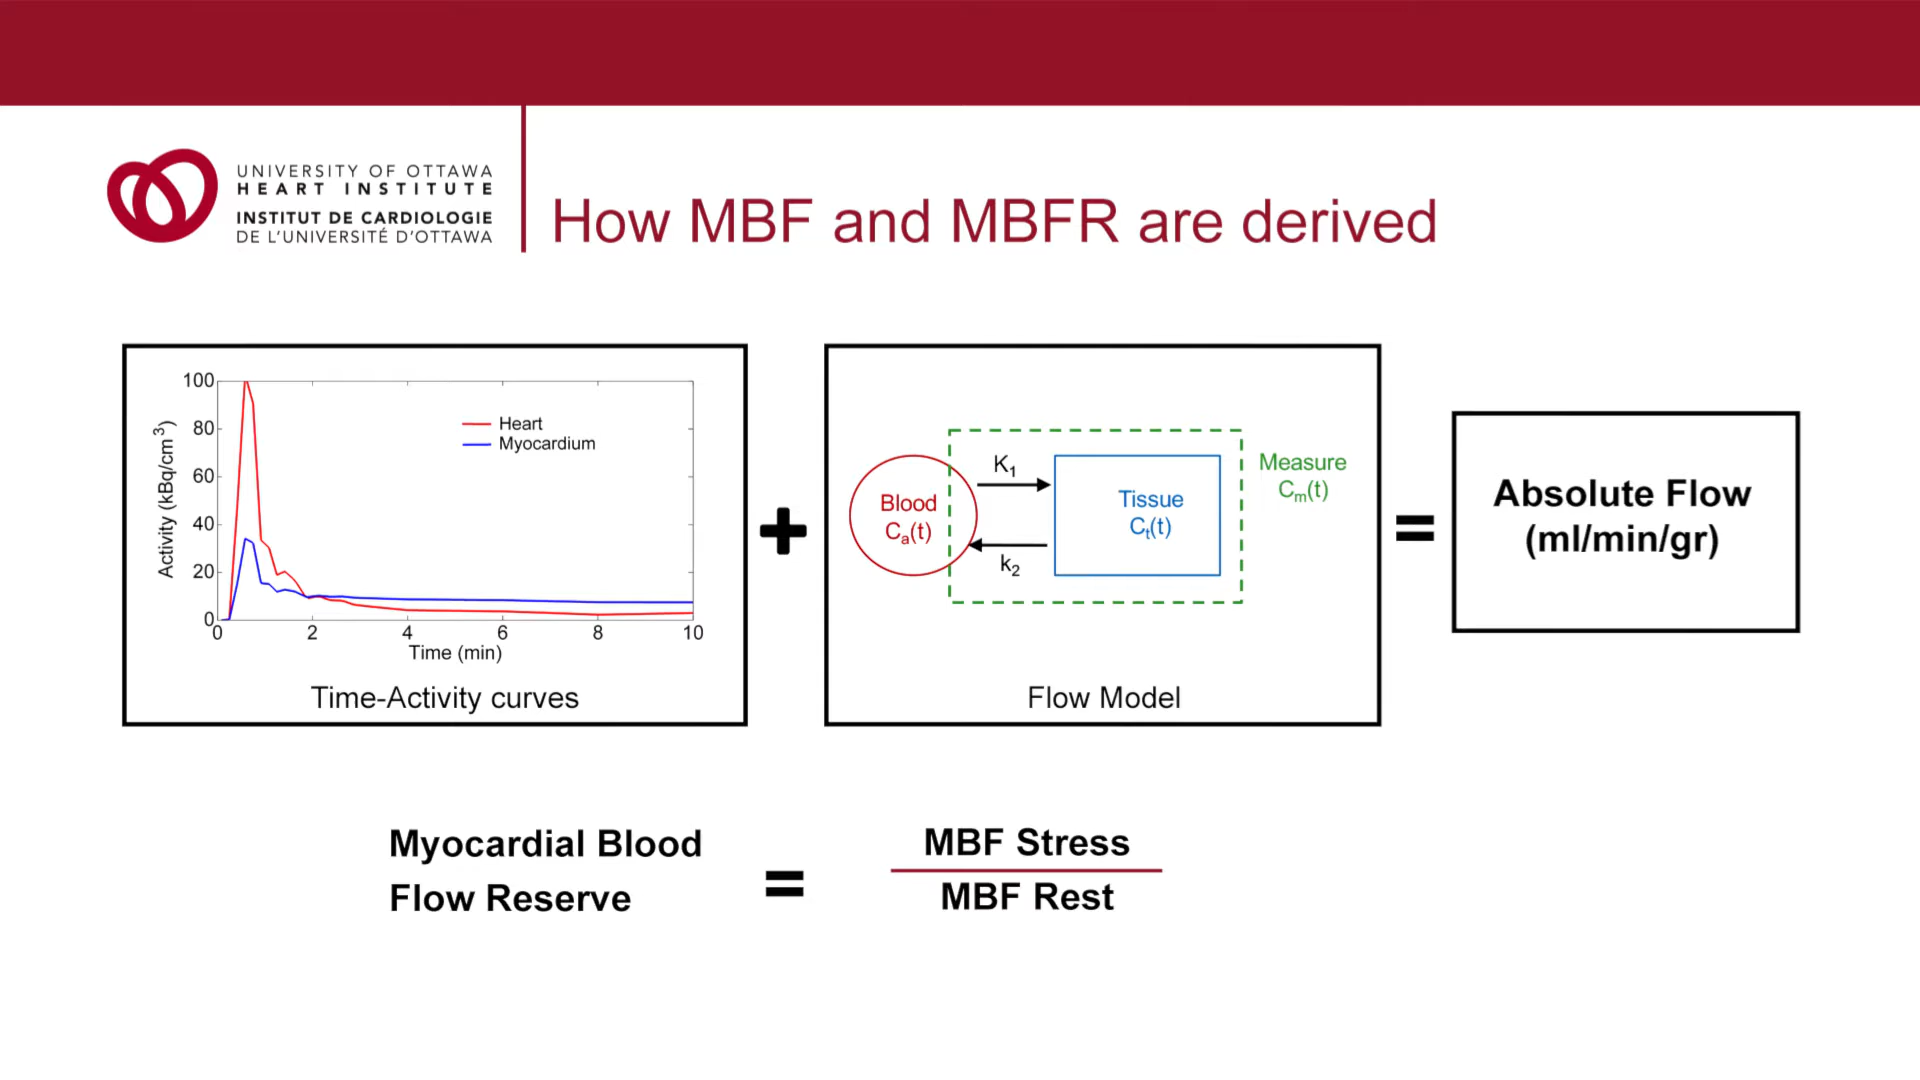 UNIVERSITY OF OTTAWA
HEART INSTITUTE
INSTITUT DE CARDIOLOGIE
DE L'UNIVERSITÉ D'OTTAWA
How MBF and MBFR are derived
100
80
60
40
20
0
Activity (kBq/cm³)
Heart
Myocardium
0 2 4 6 8 10
Time (min)
Time-Activity curves
+
Blood
Cₐ(t)
K₁
k₂
Tissue
Cₜ(t)
Measure
Cₘ(t)
Flow Model
=
Absolute Flow
(ml/min/gr)
Myocardial Blood
Flow Reserve
=
MBF Stress
MBF Rest